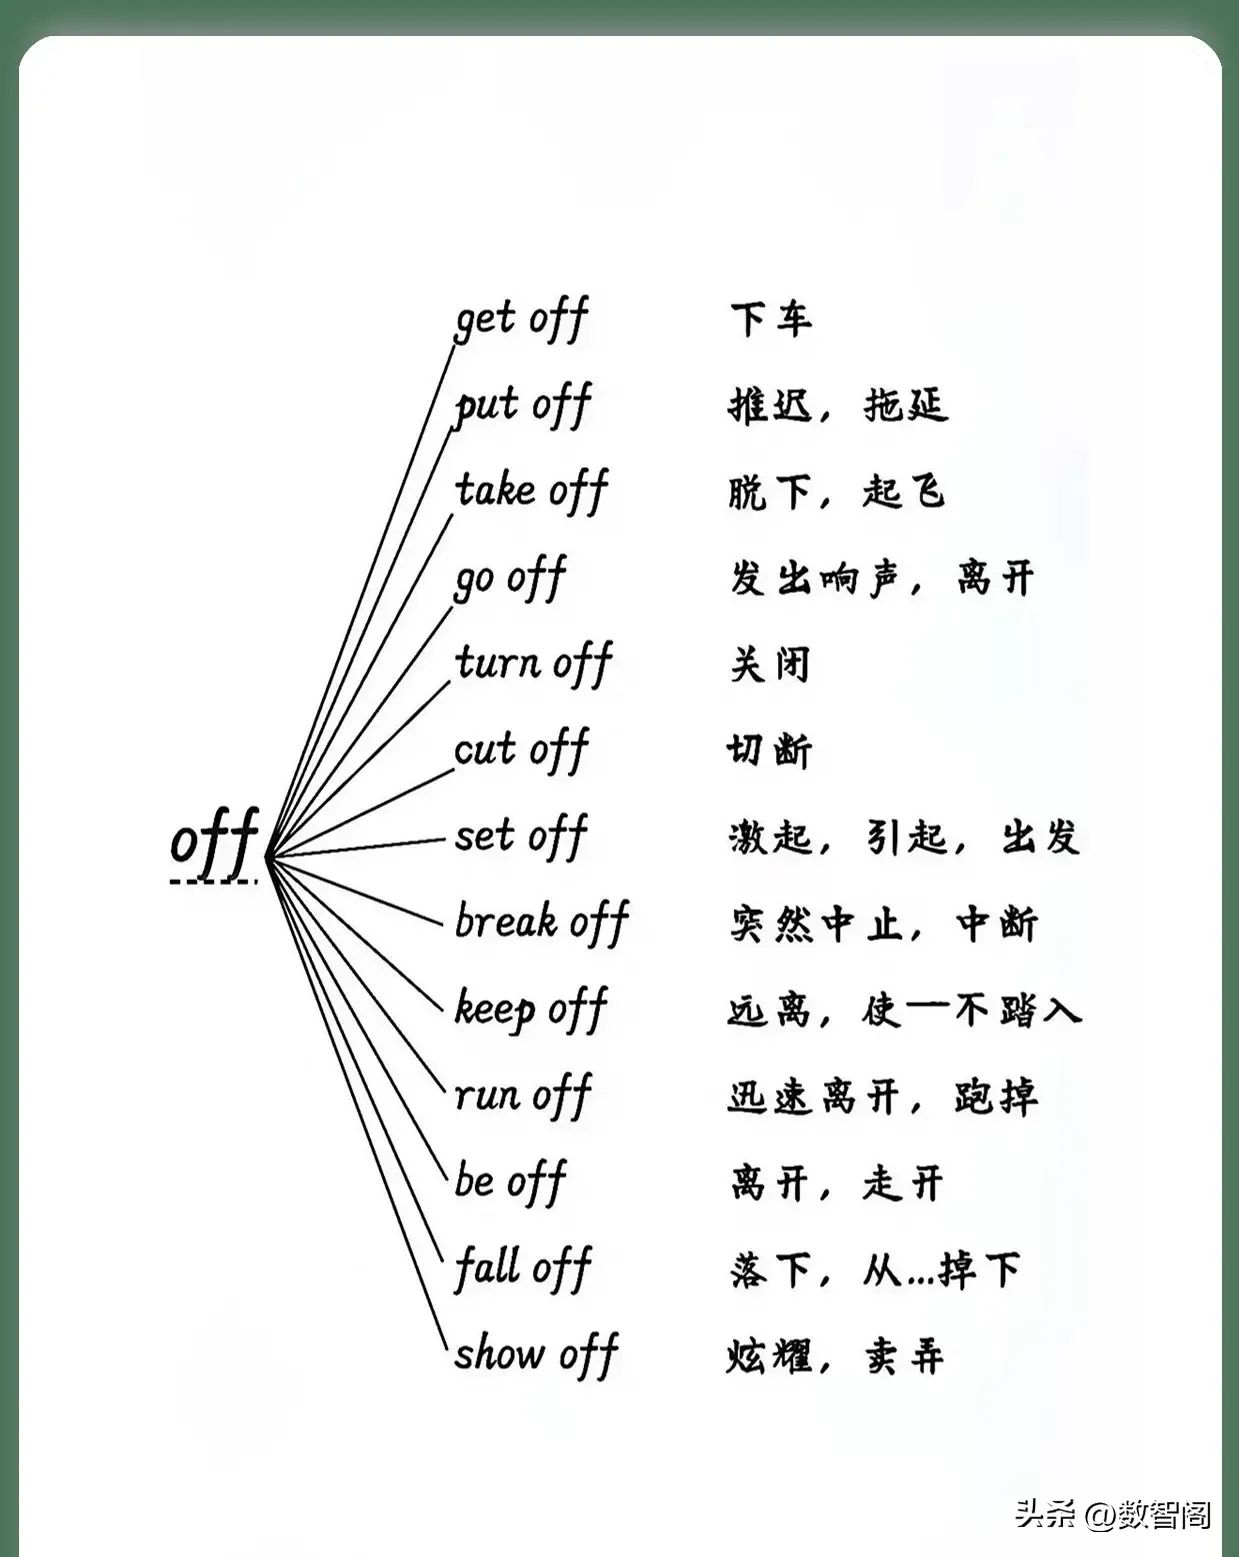 get off 下车
put off 推迟，拖延
take off 脱下，起飞
go off 发出响声，离开
turn off 关闭
cut off 切断
off
set off 激起，引起，出发
break off 突然中止，中断
keep off 远离，使一不踏入
run off 迅速离开，跑掉
be off 离开，走开
fall off 落下，从...掉下
show off 炫耀，卖弄
头条 @数智阁